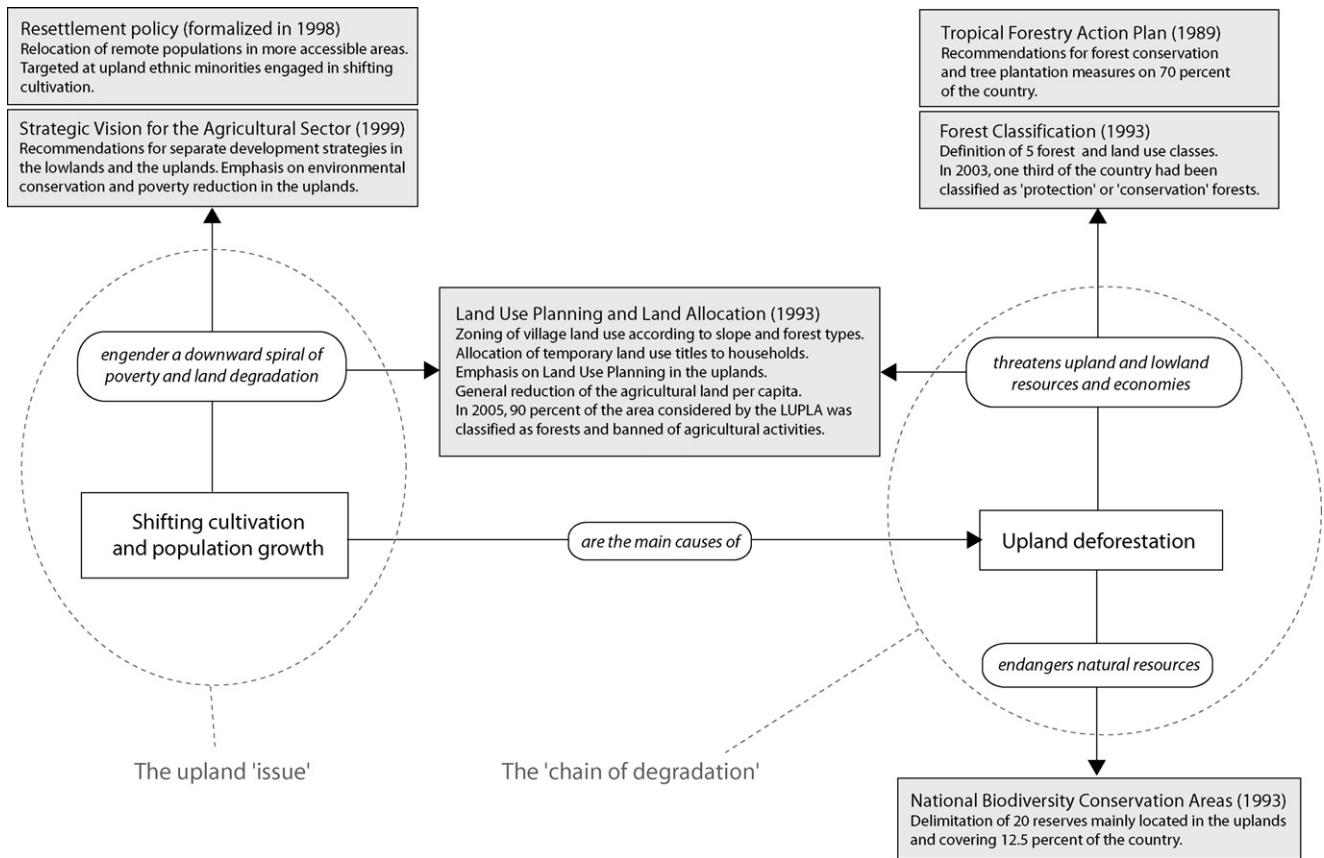 Resettlement policy (formalized in 1998)
Relocation of remote populations in more accessible areas.
Targeted at upland ethnic minorities engaged in shifting
cultivation.
Strategic Vision for the Agricultural Sector (1999)
Recommendations for separate development strategies in
the lowlands and the uplands. Emphasis on environmental
conservation and poverty reduction in the uplands.
Tropical Forestry Action Plan (1989)
Recommendations for forest conservation
and tree plantation measures on 70 percent
of the country.
Forest Classification (1993)
Definition of 5 forest and land use classes.
In 2003, one third of the country had been
classified as 'protection' or 'conservation' forests.
Land Use Planning and Land Allocation (1993)
Zoning of village land use according to slope and forest types.
Allocation of temporary land use titles to households.
Emphasis on Land Use Planning in the uplands.
General reduction of the agricultural land per capita.
In 2005, 90 percent of the area considered by the LUPLA was
classified as forests and banned of agricultural activities.
engender a downward spiral of
poverty and land degradation
threatens upland and lowland
resources and economies
Shifting cultivation
and population growth
are the main causes of
Upland deforestation
endangers natural resources
The upland 'issue'
The 'chain of degradation'
National Biodiversity Conservation Areas (1993)
Delimitation of 20 reserves mainly located in the uplands
and covering 12.5 percent of the country.